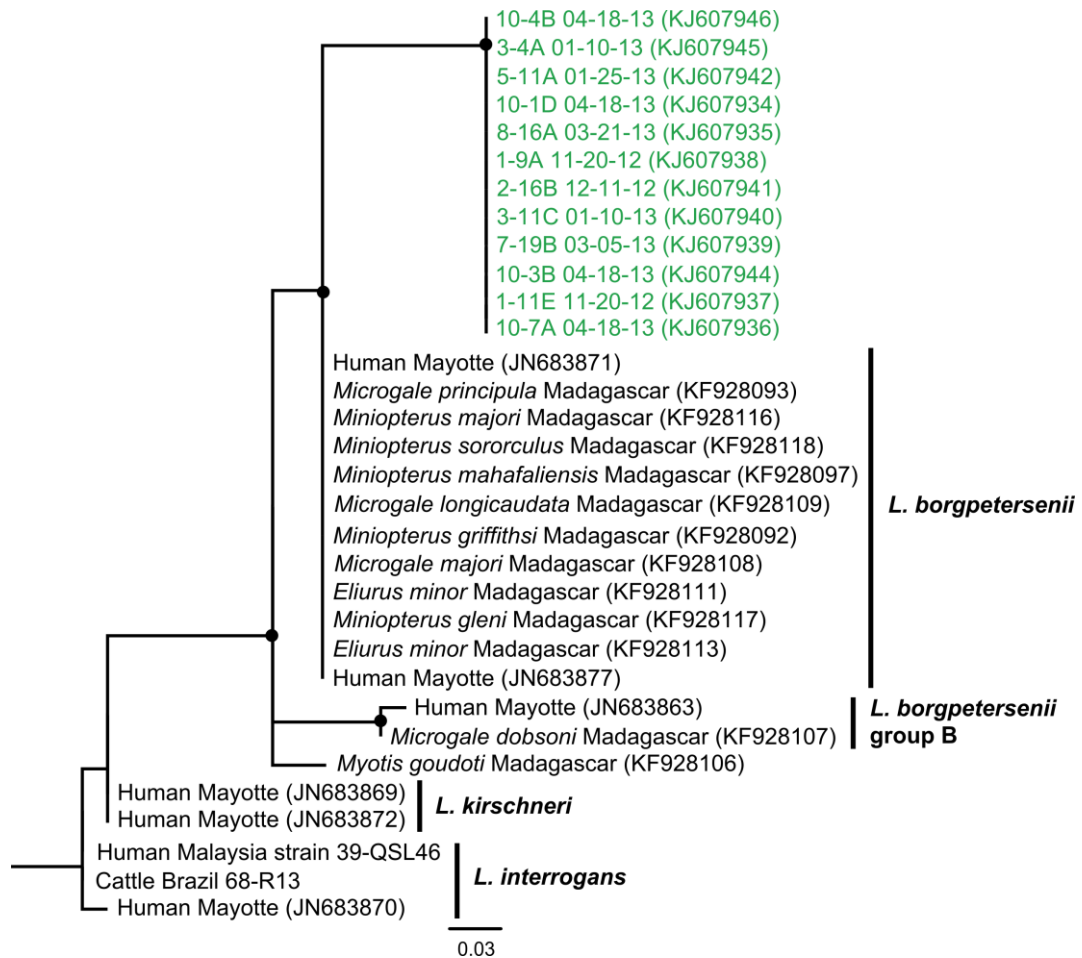 10-4B 04-18-13 (KJ607946)
3-4A 01-10-13 (KJ607945)
5-11A 01-25-13 (KJ607942)
10-1D 04-18-13 (KJ607934)
8-16A 03-21-13 (KJ607935)
1-9A 11-20-12 (KJ607938)
2-16B 12-11-12 (KJ607941)
3-11C 01-10-13 (KJ607940)
7-19B 03-05-13 (KJ607939)
10-3B 04-18-13 (KJ607944)
1-11E 11-20-12 (KJ607937)
10-7A 04-18-13 (KJ607936)
Human Mayotte (JN683871)
Microgale principula Madagascar (KF928093)
Miniopterus majori Madagascar (KF928116)
Miniopterus sororculus Madagascar (KF928118)
Miniopterus mahafaliensis Madagascar (KF928097)
Microgale longicaudata Madagascar (KF928109)
Miniopterus griffithsi Madagascar (KF928092)
Microgale majori Madagascar (KF928108)
Eliurus minor Madagascar (KF928111)
Miniopterus gleni Madagascar (KF928117)
Eliurus minor Madagascar (KF928113)
Human Mayotte (JN683877)
L. borgpetersenii
Human Mayotte (JN683863)
Microgale dobsoni Madagascar (KF928107)
L. borgpetersenii
group B
Myotis goudoti Madagascar (KF928106)
Human Mayotte (JN683869)
Human Mayotte (JN683872)
L. kirschneri
Human Malaysia strain 39-QSL46
Cattle Brazil 68-R13
Human Mayotte (JN683870)
L. interrogans
0.03